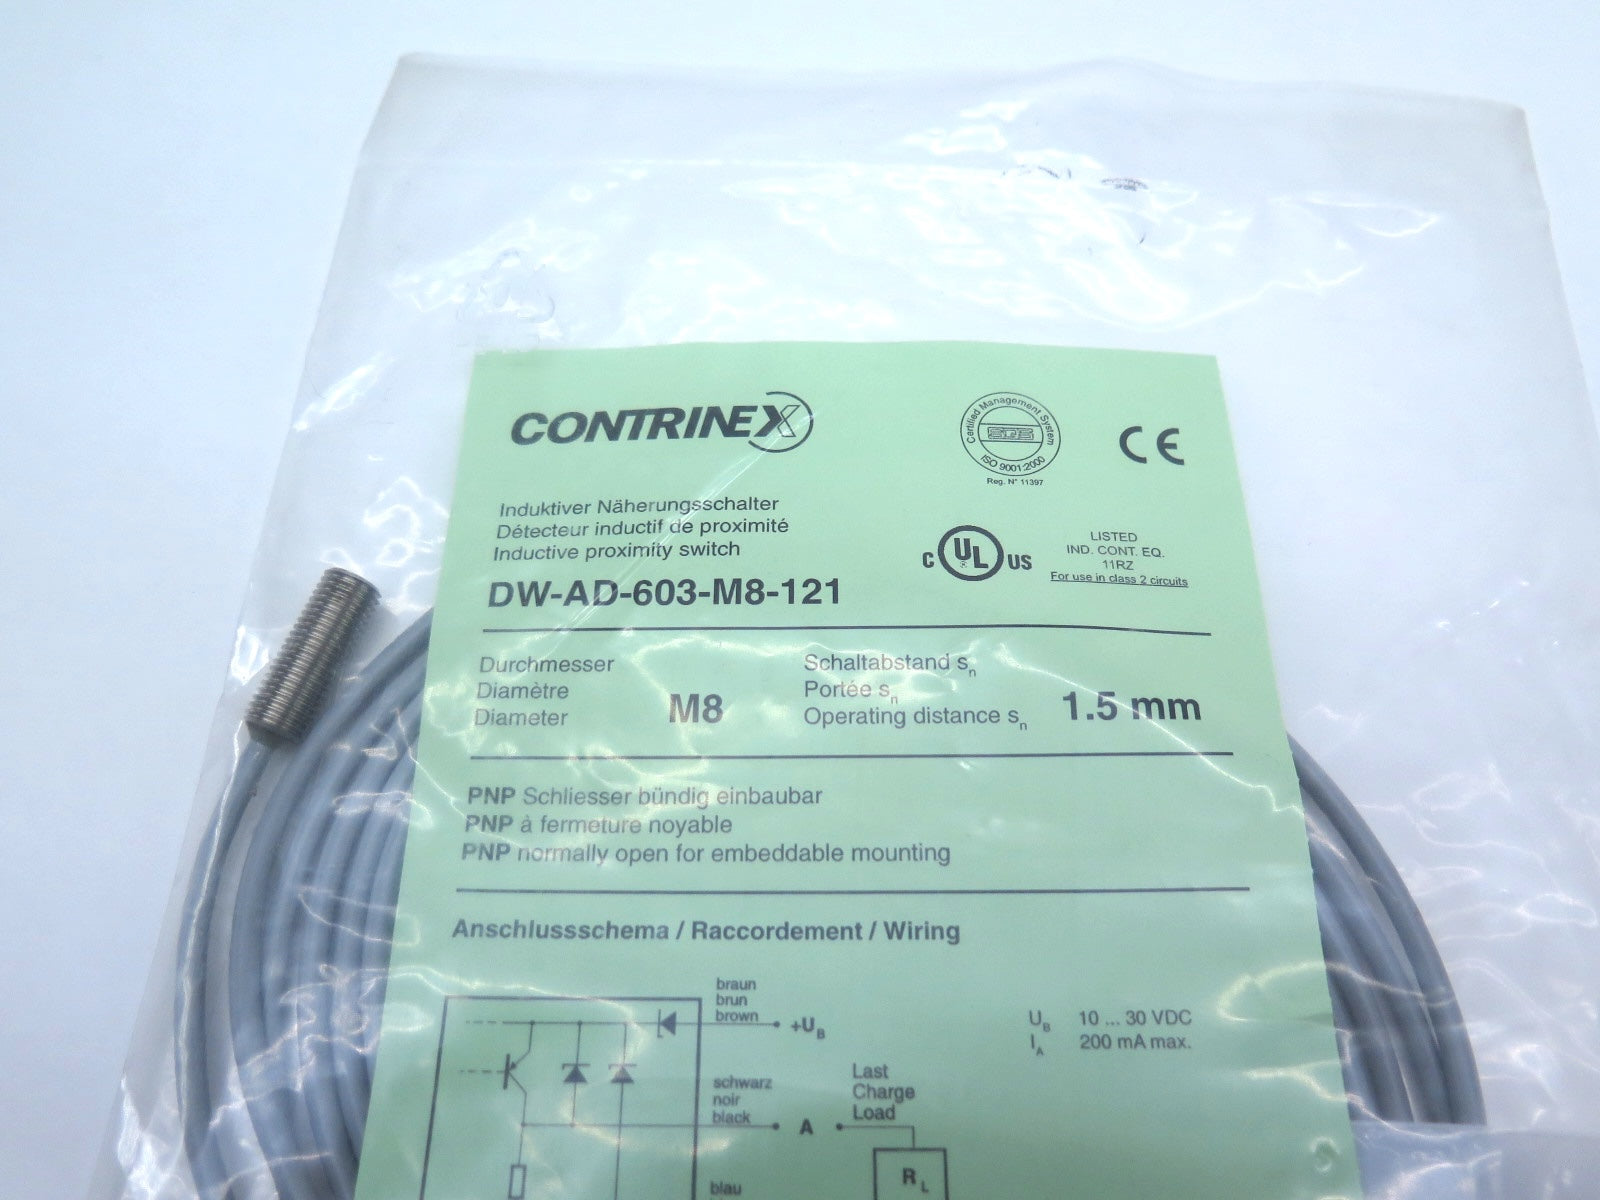 CONTRINEX
Certified Management System
SGS
ISO 9001:2000
Reg. N° 11397
CE
Induktiver Näherungsschalter
Détecteur inductif de proximité
Inductive proximity switch
DW-AD-603-M8-121
C UL US
LISTED
IND. CONT. EQ.
11RZ
For use in class 2 circuits
Durchmesser
Diamètre
Diameter
M8
Schaltabstand sn
Portée sn
Operating distance sn
1.5 mm
PNP Schliesser bündig einbaubar
PNP à fermeture noyable
PNP normally open for embeddable mounting
Anschlussschema / Raccordement / Wiring
braun
brun
brown
+UB
UB 10 ... 30 VDC
IA 200 mA max.
schwarz
noir
black
A
Last
Charge
Load
RL
blau